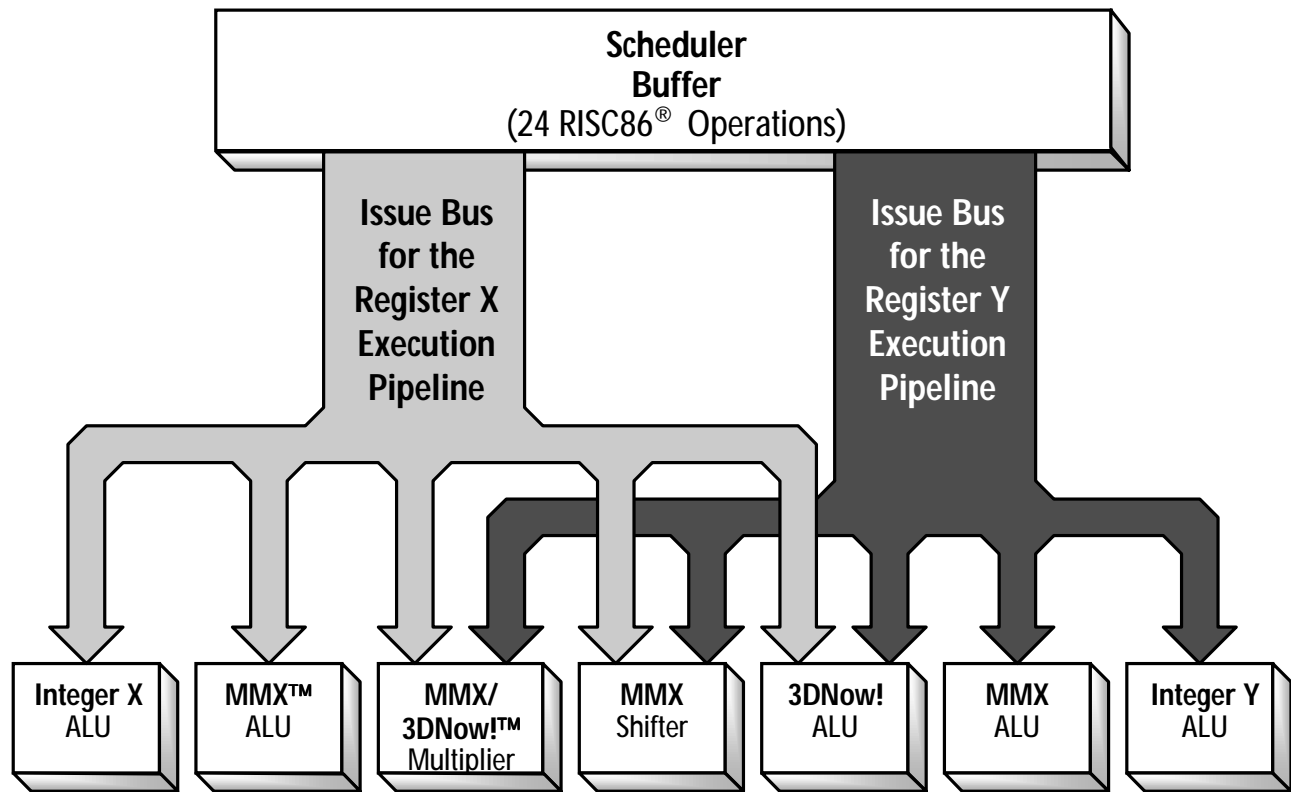 Scheduler
Buffer
(24 RISC86® Operations)
Issue Bus
for the
Register X
Execution
Pipeline
Issue Bus
for the
Register Y
Execution
Pipeline
Integer X
ALU
MMX™
ALU
MMX/
3DNow!™
Multiplier
MMX
Shifter
3DNow!
ALU
MMX
ALU
Integer Y
ALU